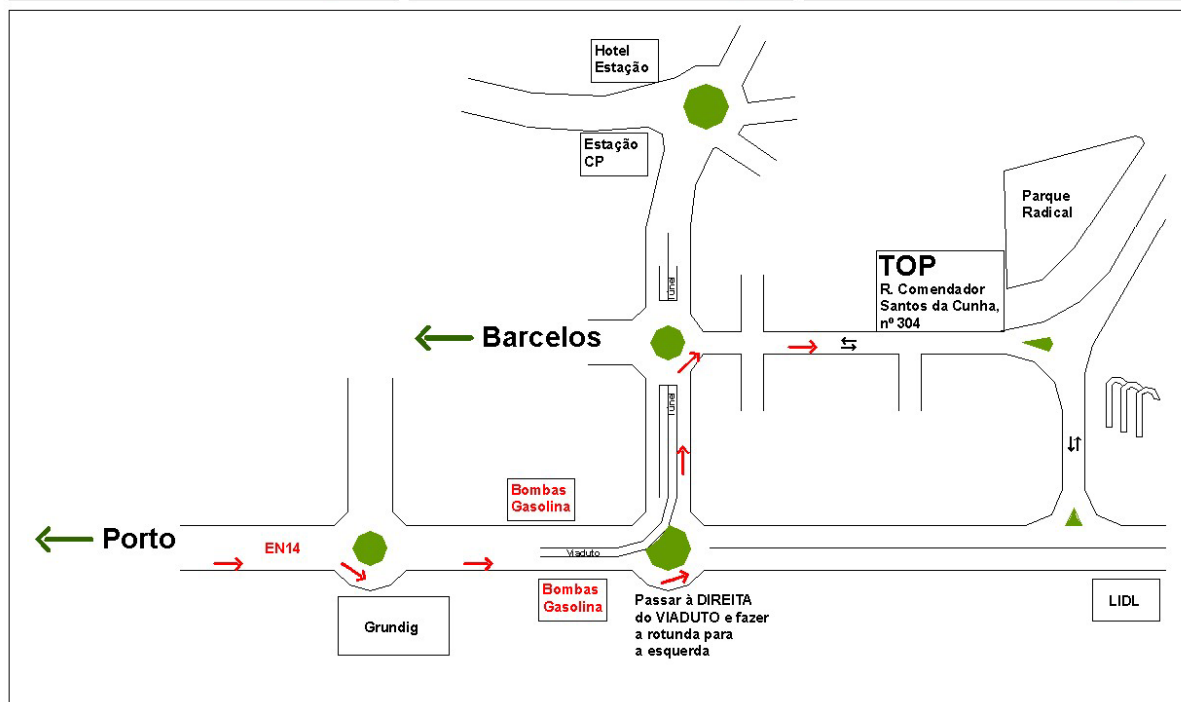 Hotel
Estação
Estação
CP
Parque
Radical
TOP
R. Comendador
Santos da Cunha,
nº 304
Túnel
Barcelos
Túnel
Bombas
Gasolina
Porto
EN14
Viaduto
Bombas
Gasolina
Passar à DIREITA
do VIADUTO e fazer
a rotunda para
a esquerda
LIDL
Grundig